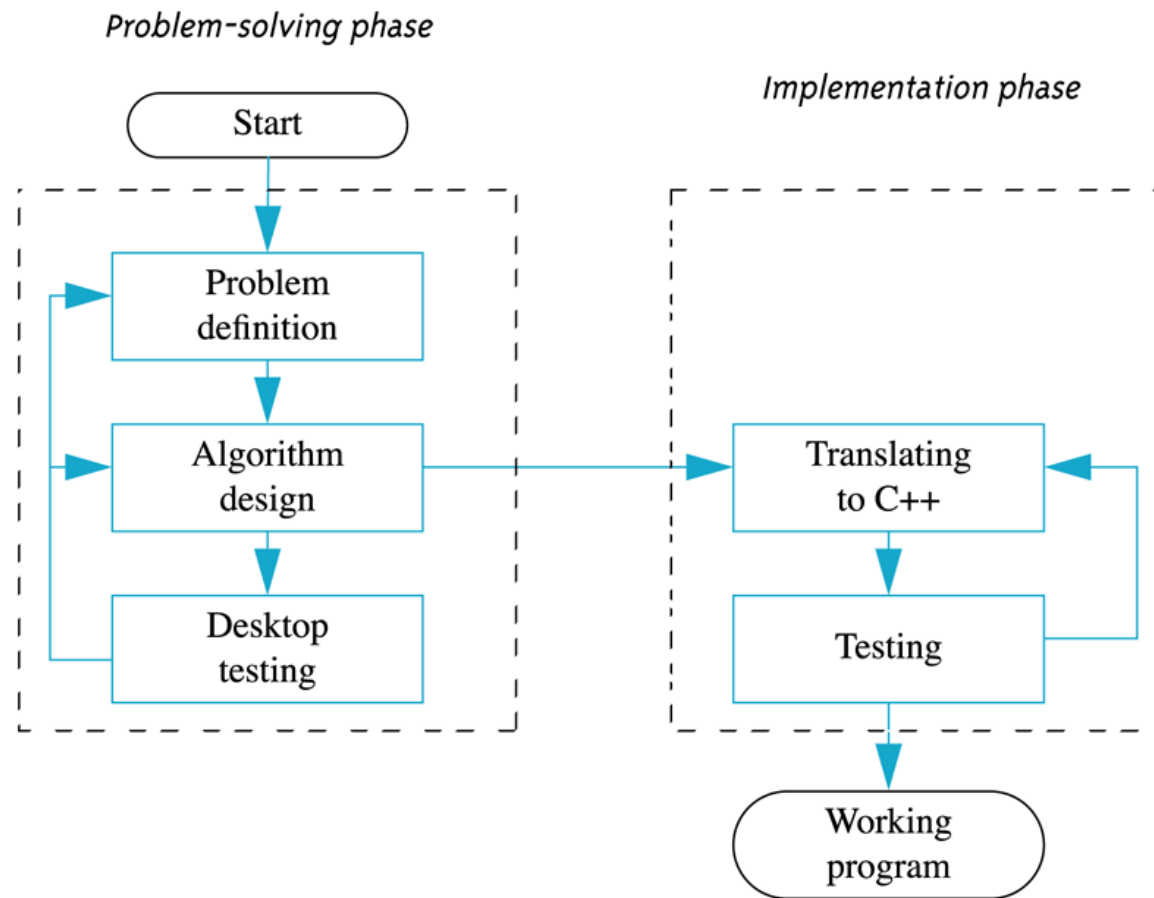 Problem-solving phase
Implementation phase
Start
Problem
definition
Algorithm
design
Desktop
testing
Translating
to C++
Testing
Working
program